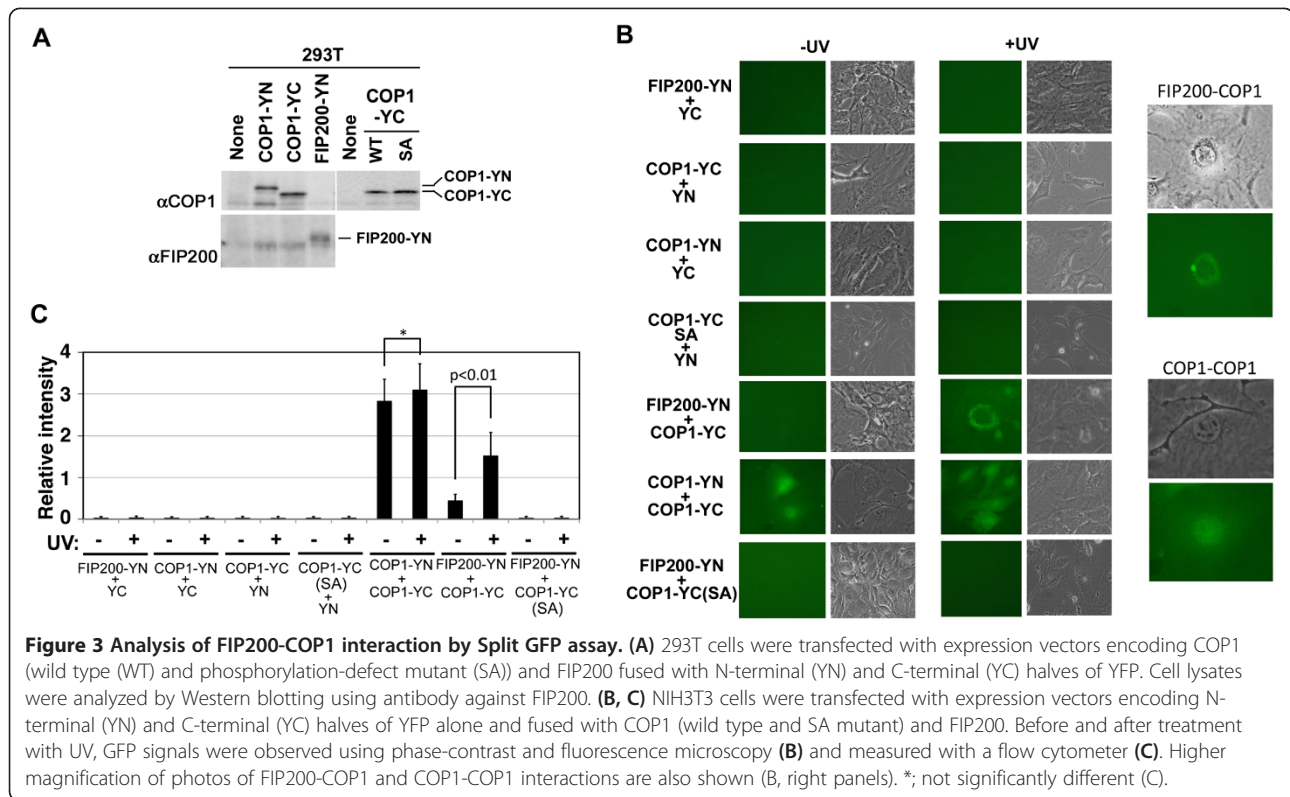 A
293T
None
COP1-YN
COP1-YC
FIP200-YN
None
COP1
-YC
WT
SA
αCOP1
COP1-YN
COP1-YC
αFIP200
FIP200-YN
B
-UV
+UV
FIP200-YN
+
YC
COP1-YC
+
YN
COP1-YN
+
YC
COP1-YC
SA
+
YN
FIP200-YN
+
COP1-YC
COP1-YN
+
COP1-YC
FIP200-YN
+
COP1-YC(SA)
FIP200-COP1
COP1-COP1
C
Relative intensity
4
3
2
1
0
*
p<0.01
UV: - + - + - + - + - + - + - +
FIP200-YN
+
YC
COP1-YN
+
YC
COP1-YC
+
YN
COP1-YC
(SA)
+
YN
COP1-YN
+
COP1-YC
FIP200-YN
+
COP1-YC
FIP200-YN
+
COP1-YC
(SA)
Figure 3 Analysis of FIP200-COP1 interaction by Split GFP assay. (A) 293T cells were transfected with expression vectors encoding COP1
(wild type (WT) and phosphorylation-defect mutant (SA)) and FIP200 fused with N-terminal (YN) and C-terminal (YC) halves of YFP. Cell lysates
were analyzed by Western blotting using antibody against FIP200. (B, C) NIH3T3 cells were transfected with expression vectors encoding N-
terminal (YN) and C-terminal (YC) halves of YFP alone and fused with COP1 (wild type and SA mutant) and FIP200. Before and after treatment
with UV, GFP signals were observed using phase-contrast and fluorescence microscopy (B) and measured with a flow cytometer (C). Higher
magnification of photos of FIP200-COP1 and COP1-COP1 interactions are also shown (B, right panels). *; not significantly different (C).